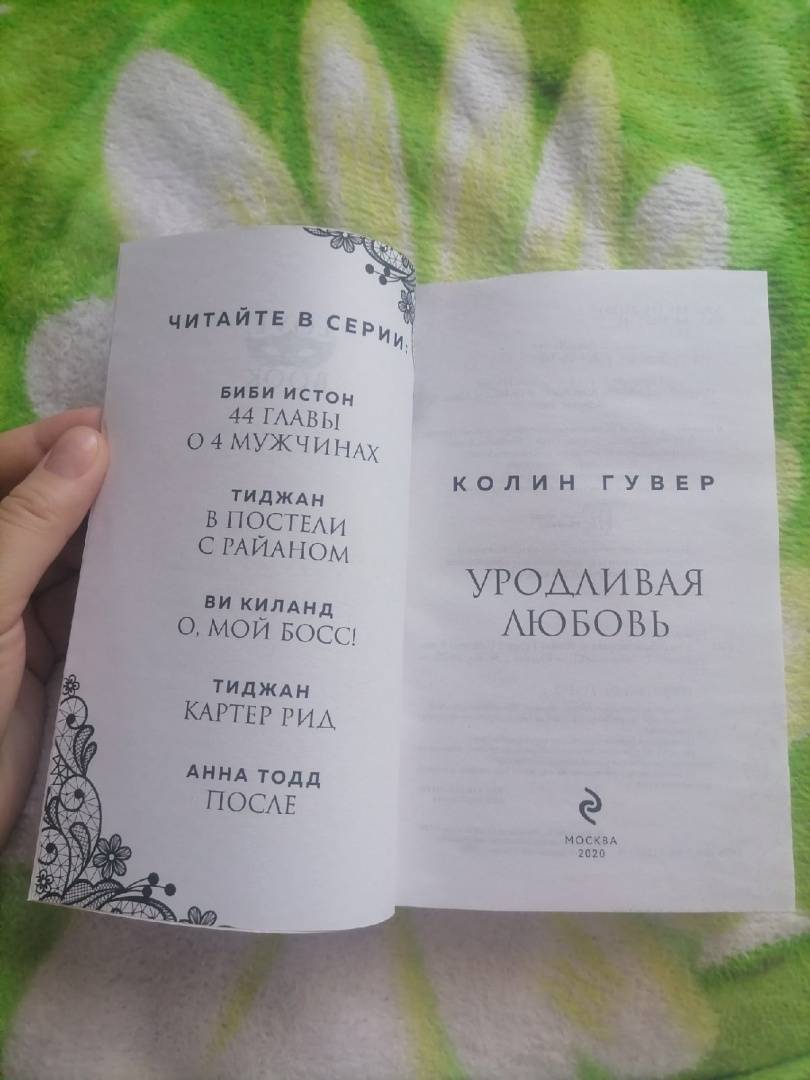 ЧИТАЙТЕ В СЕРИИ:
БИБИ ИСТОН
44 ГЛАВЫ
О 4 МУЖЧИНАХ
ТИДЖАН
В ПОСТЕЛИ
С РАЙАНОМ
ВИ КИЛАНД
О, МОЙ БОСС!
ТИДЖАН
КАРТЕР РИД
АННА ТОДД
ПОСЛЕ
КОЛИН ГУВЕР
УРОДЛИВАЯ
ЛЮБОВЬ
МОСКВА
2020